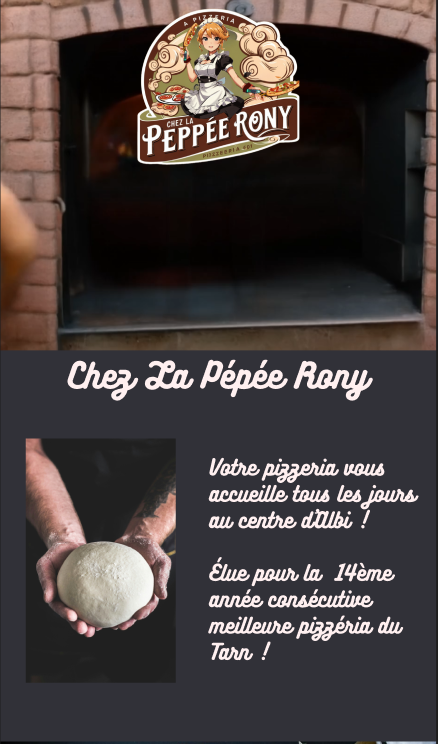 A PIZZERIA
CHEZ LA
PEPPÉE RONY
Chez La Pépée Rony
Votre pizzeria vous
accueille tous les jours
au centre d'Albi !
Élue pour la 14ème
année consécutive
meilleure pizzéria du
Tarn !